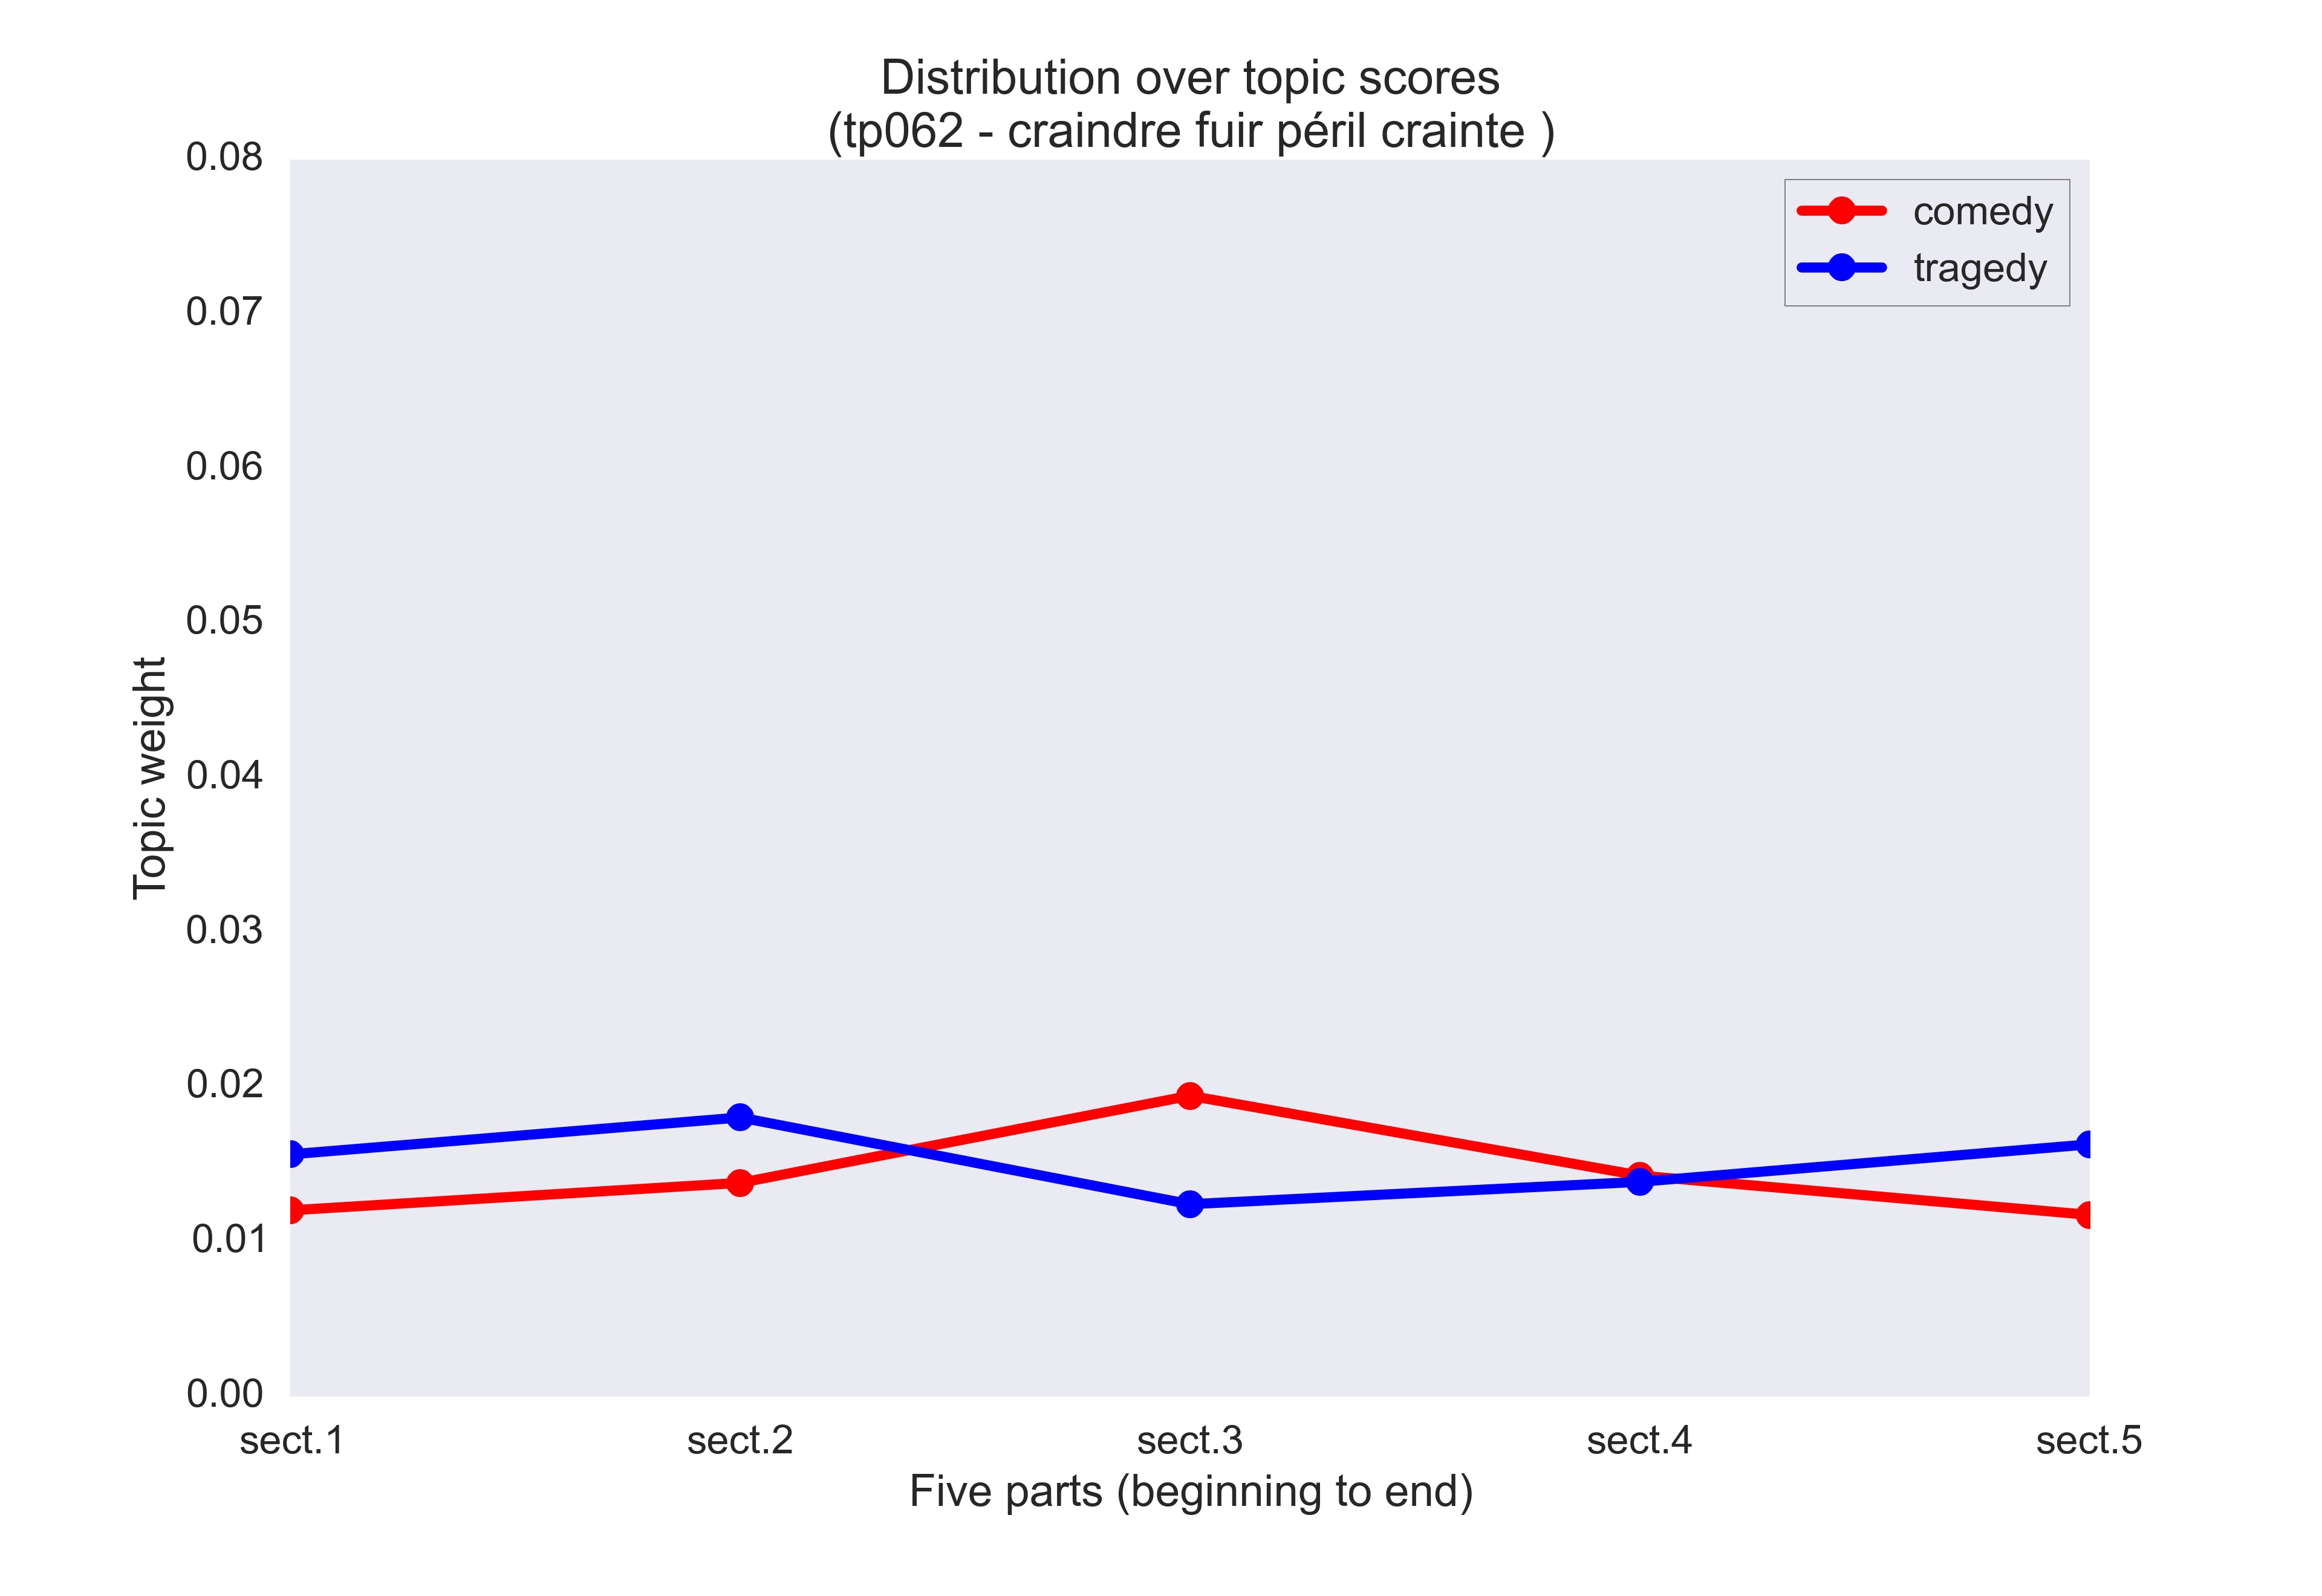 Distribution over topic scores
(tp062 - craindre fuir péril crainte )
comedy
tragedy
Topic weight
0.08
0.07
0.06
0.05
0.04
0.03
0.02
0.01
0.00
sect.1
sect.2
sect.3
sect.4
sect.5
Five parts (beginning to end)